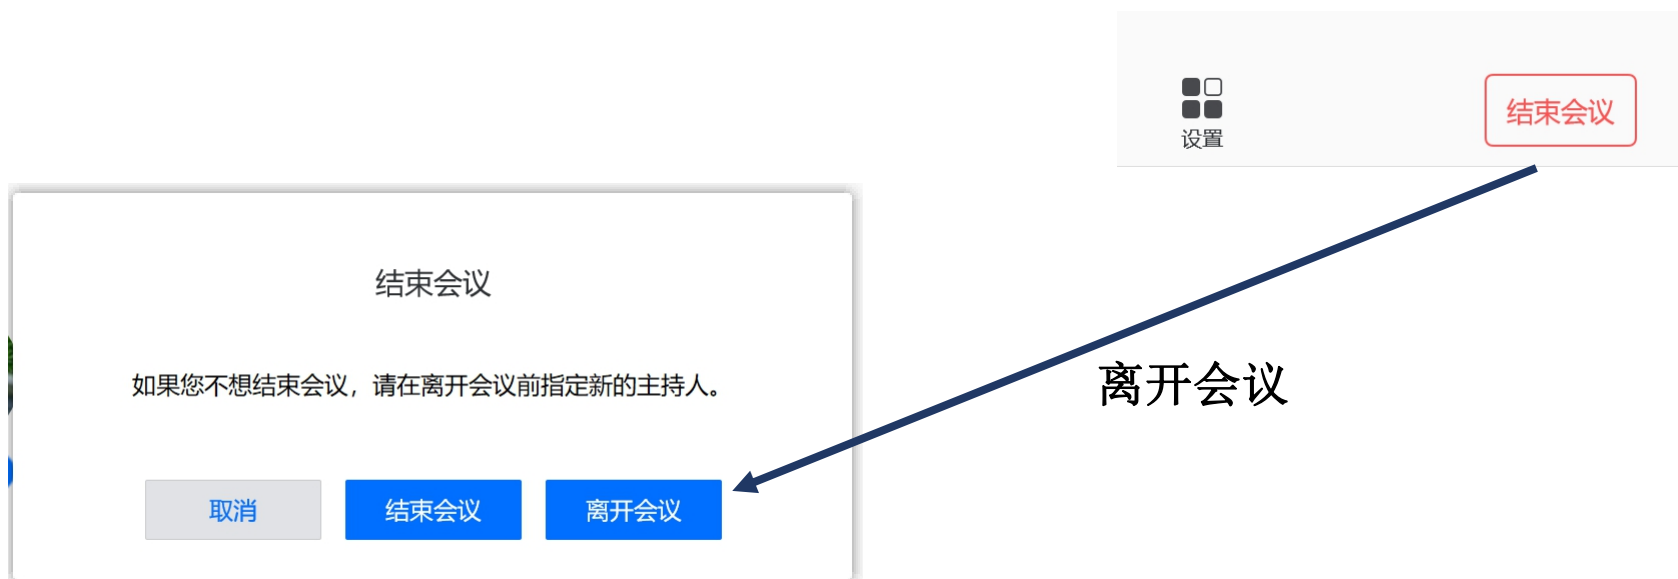 结束会议
设置
结束会议
如果您不想结束会议，请在离开会议前指定新的主持人。
离开会议
取消
结束会议
离开会议